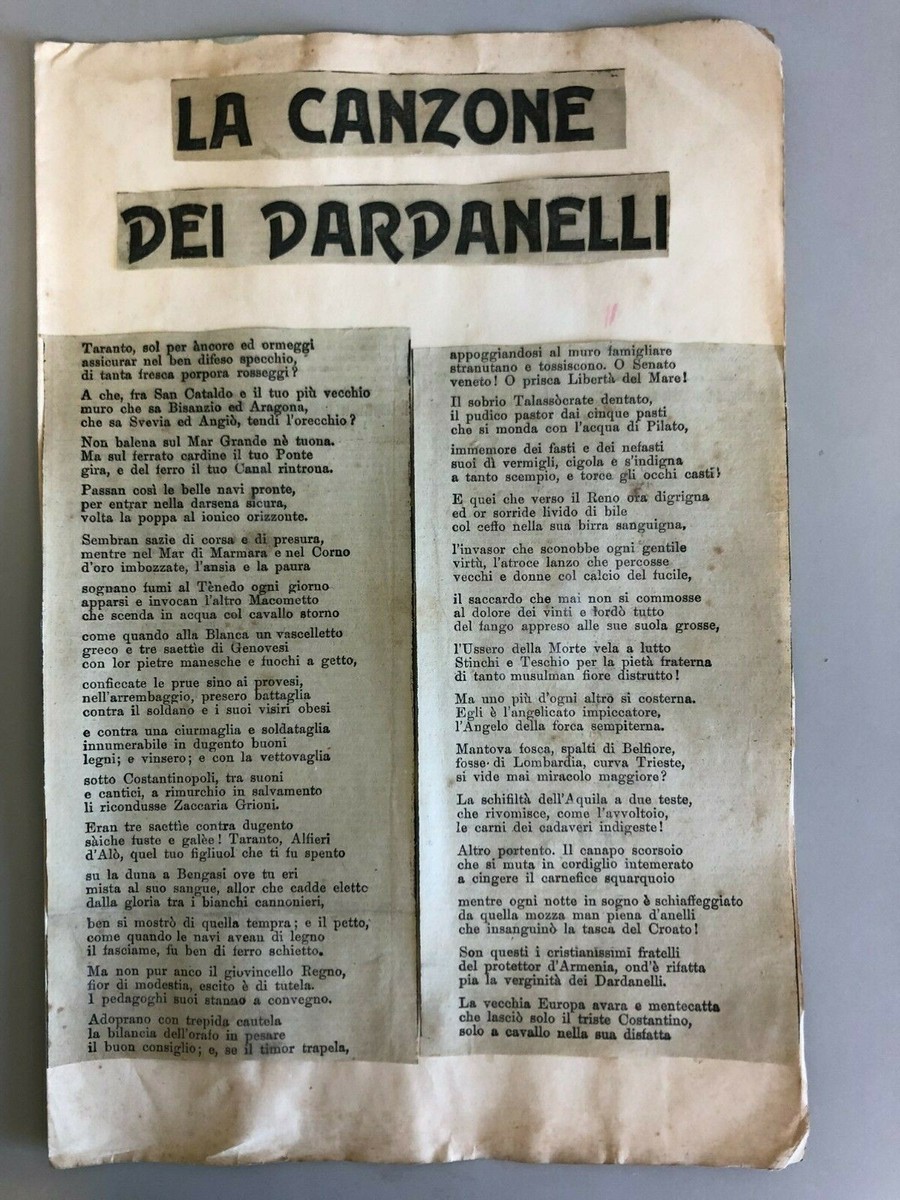 LA CANZONE
DEI DARDANELLI
Taranto, sol per àncore ed ormeggi
assicurar nel ben difeso specchio,
di tanta fresca porpora rosseggi?
A che, fra San Cataldo e il tuo più vecchio
muro che sa Bisanzio ed Aragona,
che sa Svevia ed Angiò, tendi l'orecchio?
Non balena sul Mar Grande nè tuona.
Ma sul ferrato cardine il tuo Ponte
gira, e del ferro il tuo Canal rintrona.
Passan così le belle navi pronte,
per entrar nella darsena sicura,
volta la poppa al ionico orizzonte.
Sembran sazie di corsa e di presura,
mentre nel Mar di Marmara e nel Corno
d'oro imbozzate, l'ansia e la paura
sognano fumi al Tènedo ogni giorno
apparsi e invocan l'altro Macometto
che scenda in acqua col cavallo storno
come quando alla Blanca un vascelletto
greco e tre saettìe di Genovesi
con lor pietre manesche e fuochi a getto,
conficcate le prue sino ai provesi,
nell'arrembaggio, presero battaglia
contra il soldano e i suoi visiri obesi
e contra una ciurmaglia e soldataglia
innumerabile in dugento buoni
legni; e vinsero; e con la vettovaglia
sotto Costantinopoli, tra suoni
e cantici, a rimurchio in salvamento
li ricondusse Zaccaria Grioni.
Eran tre saettìe contra dugento
sàiche fuste e galèe! Taranto, Alfieri
d'Alò, quel tuo figliuol che ti fu spento
su la duna a Bengasi ove tu eri
mista al suo sangue, allor che cadde eletto
dalla gloria tra i bianchi cannonieri,
ben si mostrò di quella tempra; e il petto,
come quando le navi avean di legno
il fasciame, fu ben di ferro schietto.
Ma non pur anco il giovincello Regno,
fior di modestia, escito è di tutela.
I pedagoghi suoi stanno a convegno.
Adoprano con trepida cautela
la bilancia dell'orafo in pesare
il buon consiglio; e, se il timor trapela,
appoggiandosi al muro famigliare
stranutano e tossiscono. O Senato
veneto! O prisca Libertà del Mare!
Il sobrio Talassòcrate dentato,
il pudico pastor dai cinque pasti
che si monda con l'acqua di Pilato,
immemore dei fasti e dei nefasti
suoi dì vermigli, cigola e s'indigna
a tanto scempio, e torce gli occhi casti!
E quei che verso il Reno ora digrigna
ed or sorride livido di bile
col ceffo nella sua birra sanguigna,
l'invasor che sconobbe ogni gentile
virtù, l'atroce lanzo che percosse
vecchi e donne col calcio del fucile,
il saccardo che mai non si commosse
al dolore dei vinti e lordò tutto
del fango appreso alle sue suola grosse,
l'Ussero della Morte vela a lutto
Stinchi e Teschio per la pietà fraterna
di tanto musulman fiore distrutto!
Ma uno più d'ogni altro si costerna.
Egli è l'angelicato impiccatore,
l'Angelo della forca sempiterna.
Mantova fosca, spalti di Belfiore,
fosse di Lombardia, curva Trieste,
si vide mai miracolo maggiore?
La schifiltà dell'Aquila a due teste,
che rivomisce, come l'avvoltoio,
le carni dei cadaveri indigeste!
Altro portento. Il canapo scorsoio
che si muta in cordiglio intemerato
a cingere il carnefice squarquoio
mentre ogni notte in sogno è schiaffeggiato
da quella mozza man piena d'anelli
che insanguinò la tasca del Croato!
Son questi i cristianissimi fratelli
del protettor d'Armenia, ond'è rifatta
pia la verginità dei Dardanelli.
La vecchia Europa avara e mentecatta
che lasciò solo il triste Costantino,
solo a cavallo nella sua disfatta